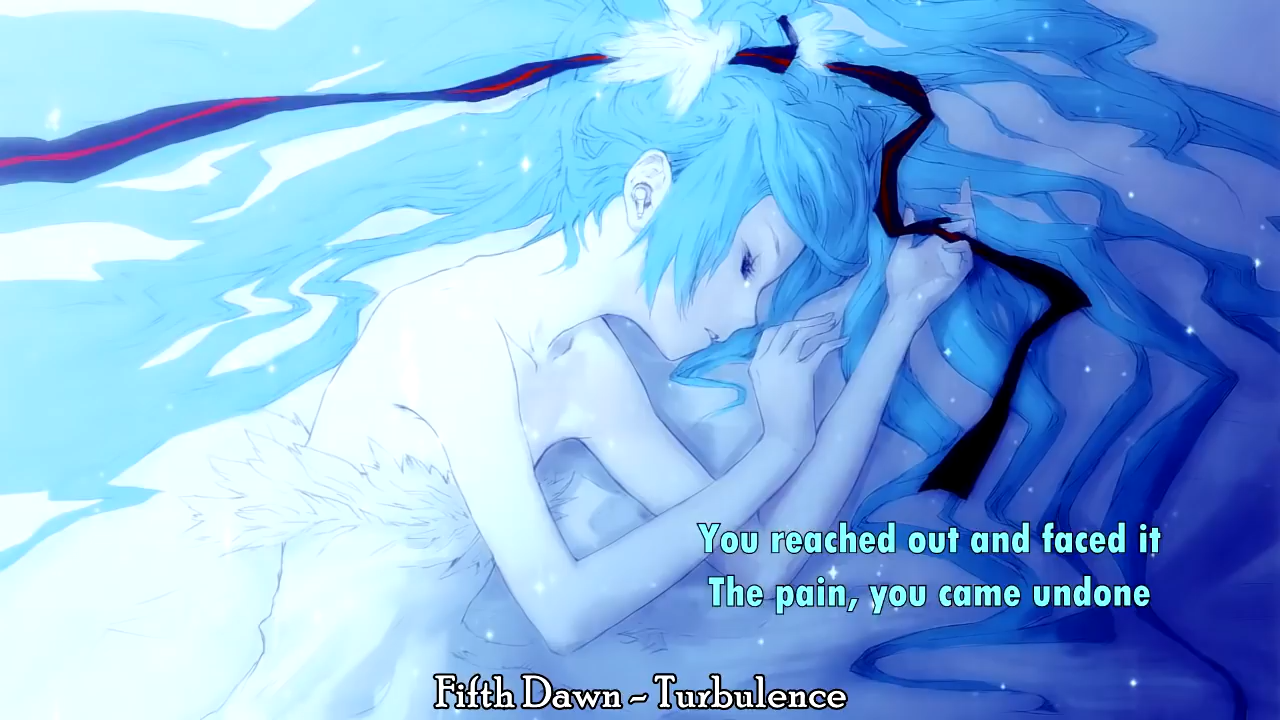 You reached out and faced it
The pain, you came undone
Fifth Dawn ~ Turbulence